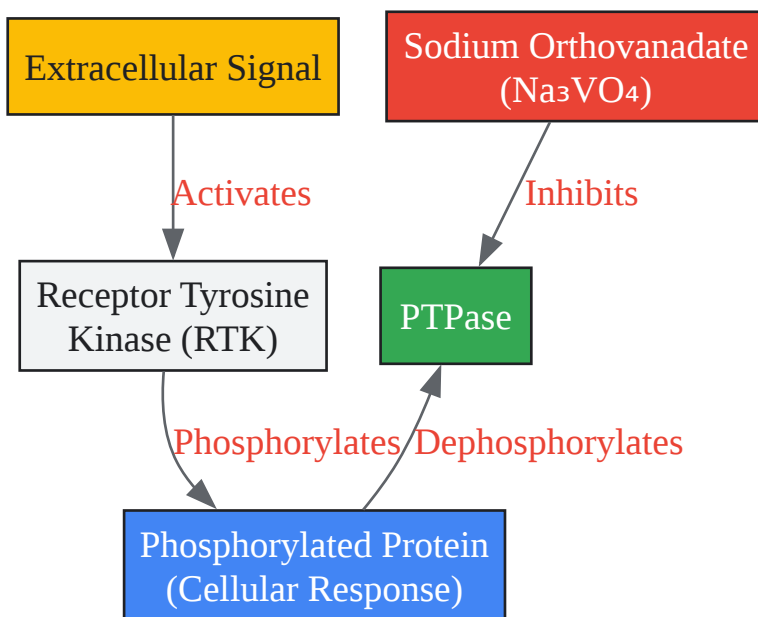 Extracellular Signal
Sodium Orthovanadate
(Na₃VO₄)
Activates
Inhibits
Receptor Tyrosine
Kinase (RTK)
PTPase
Phosphorylates
Dephosphorylates
Phosphorylated Protein
(Cellular Response)